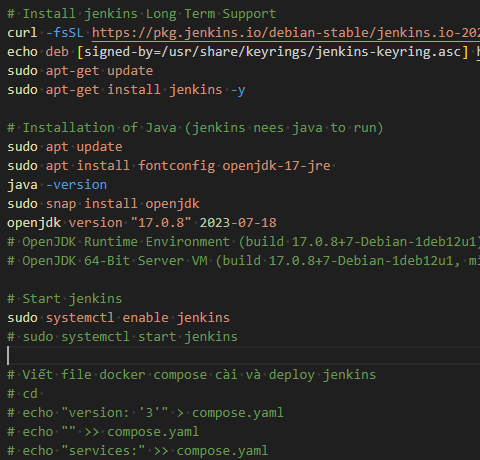 # Install jenkins Long Term Support
curl -fsSL https://pkg.jenkins.io/debian-stable/jenkins.io-202
echo deb [signed-by=/usr/share/keyrings/jenkins-keyring.asc] h
sudo apt-get update
sudo apt-get install jenkins -y
# Installation of Java (jenkins nees java to run)
sudo apt update
sudo apt install fontconfig openjdk-17-jre
java -version
sudo snap install openjdk
openjdk version "17.0.8" 2023-07-18
# OpenJDK Runtime Environment (build 17.0.8+7-Debian-1deb12u1)
# OpenJDK 64-Bit Server VM (build 17.0.8+7-Debian-1deb12u1, mi
# Start jenkins
sudo systemctl enable jenkins
# sudo systemctl start jenkins
# Viết file docker compose cài và deploy jenkins
# cd
# echo "version: '3'" > compose.yaml
# echo "" >> compose.yaml
# echo "services:" >> compose.yaml